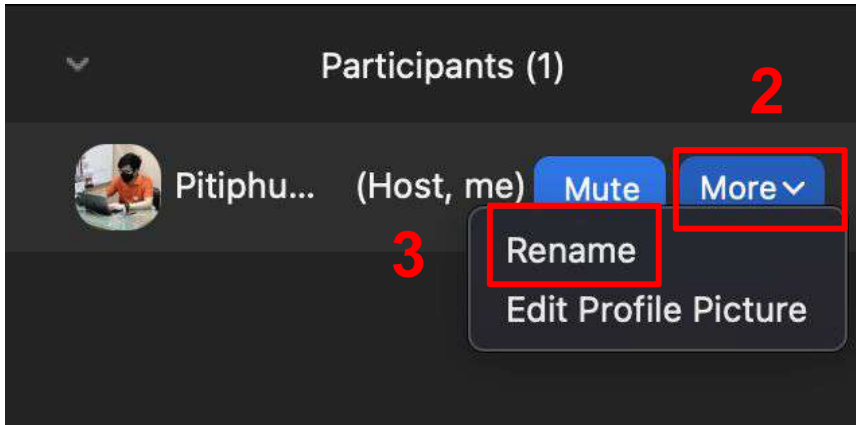 Participants (1)
2
Pitiphu... (Host, me) Mute More
3
Rename
Edit Profile Picture